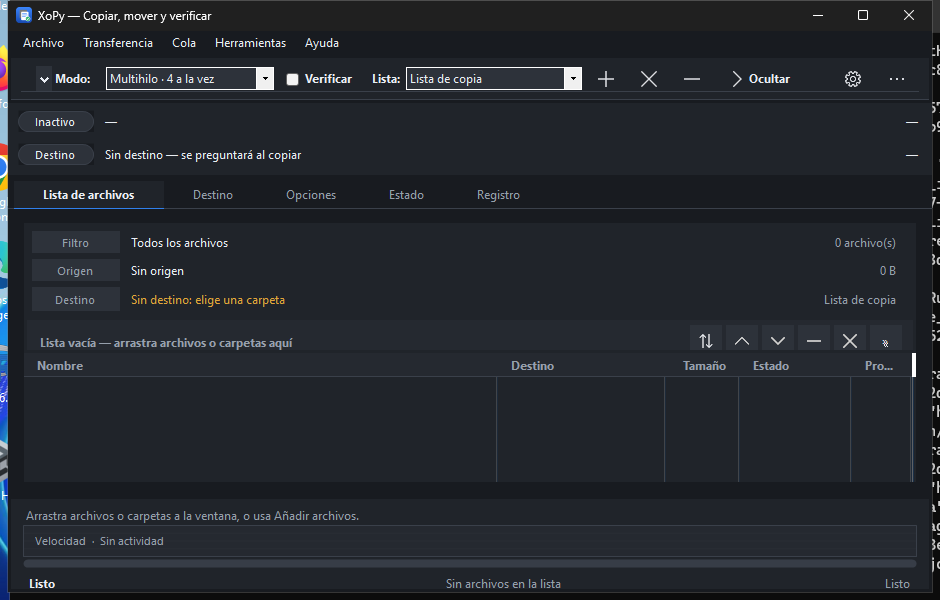 XoPy — Copiar, mover y verificar
Archivo Transferencia Cola Herramientas Ayuda
Modo: Multihilo · 4 a la vez Verificar Lista: Lista de copia Ocultar ...
Inactivo — —
Destino Sin destino — se preguntará al copiar —
Lista de archivos Destino Opciones Estado Registro
Filtro Todos los archivos 0 archivo(s)
Origen Sin origen 0 B
Destino Sin destino: elige una carpeta Lista de copia
Lista vacía — arrastra archivos o carpetas aquí
Nombre Destino Tamaño Estado Pro...
Arrastra archivos o carpetas a la ventana, o usa Añadir archivos.
Velocidad · Sin actividad
Listo Sin archivos en la lista Listo